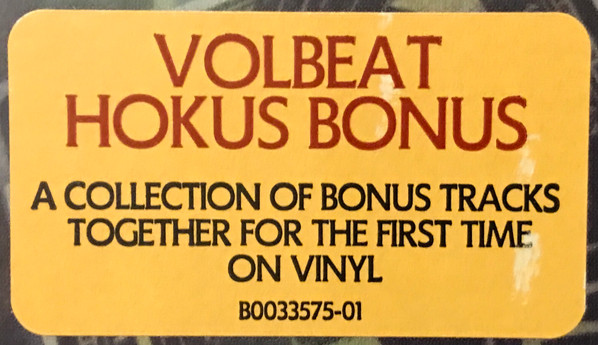 VOLBEAT
HOKUS BONUS
A COLLECTION OF BONUS TRACKS
TOGETHER FOR THE FIRST TIME
ON VINYL
B0033575-01